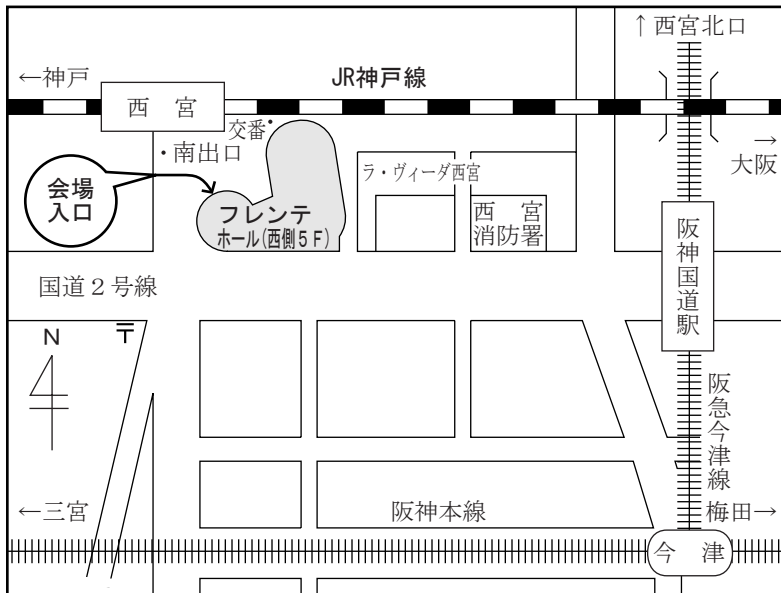 ↑西宮北口
←神戸
JR神戸線
西 宮
交番
・南出口
→
大阪
ラ・ヴィーダ西宮
会場
入口
フレンテ
ホール(西側5F)
西 宮
消防署
阪神国道駅
国道2号線
N
〒
阪急今津線
←三宮
阪神本線
梅田→
今 津